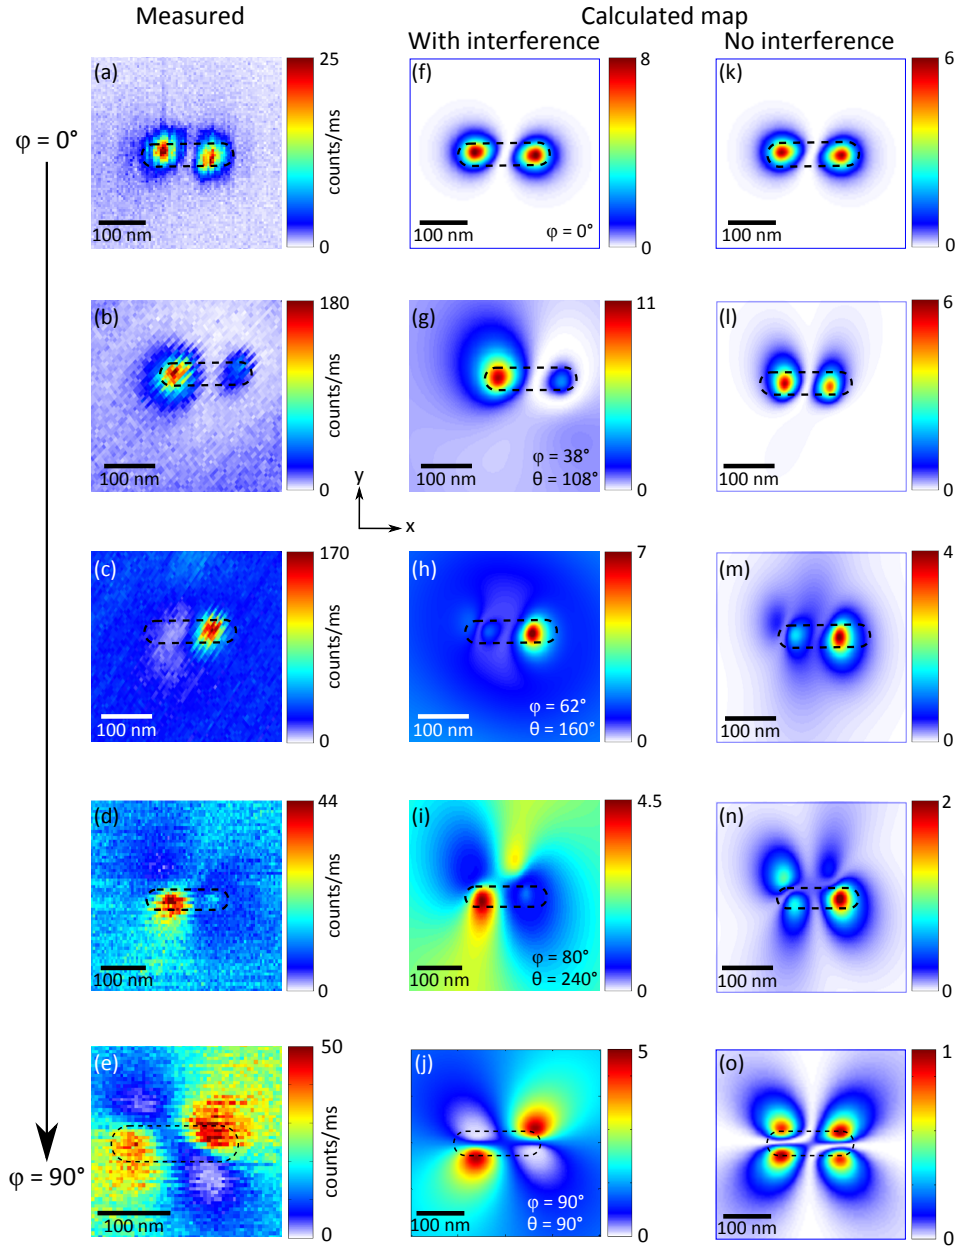 Measured
Calculated map
With interference
No interference
φ = 0°
(a)
100 nm
25
0
counts/ms
(f)
100 nm
φ = 0°
8
0
(k)
100 nm
6
0
(b)
100 nm
180
0
counts/ms
(g)
100 nm
φ = 38°
θ = 108°
11
0
(l)
100 nm
6
0
y
x
(c)
100 nm
170
0
counts/ms
(h)
100 nm
φ = 62°
θ = 160°
7
0
(m)
100 nm
4
0
(d)
100 nm
44
0
counts/ms
(i)
100 nm
φ = 80°
θ = 240°
4.5
0
(n)
100 nm
2
0
φ = 90°
(e)
100 nm
50
0
counts/ms
(j)
100 nm
φ = 90°
θ = 90°
5
0
(o)
100 nm
1
0